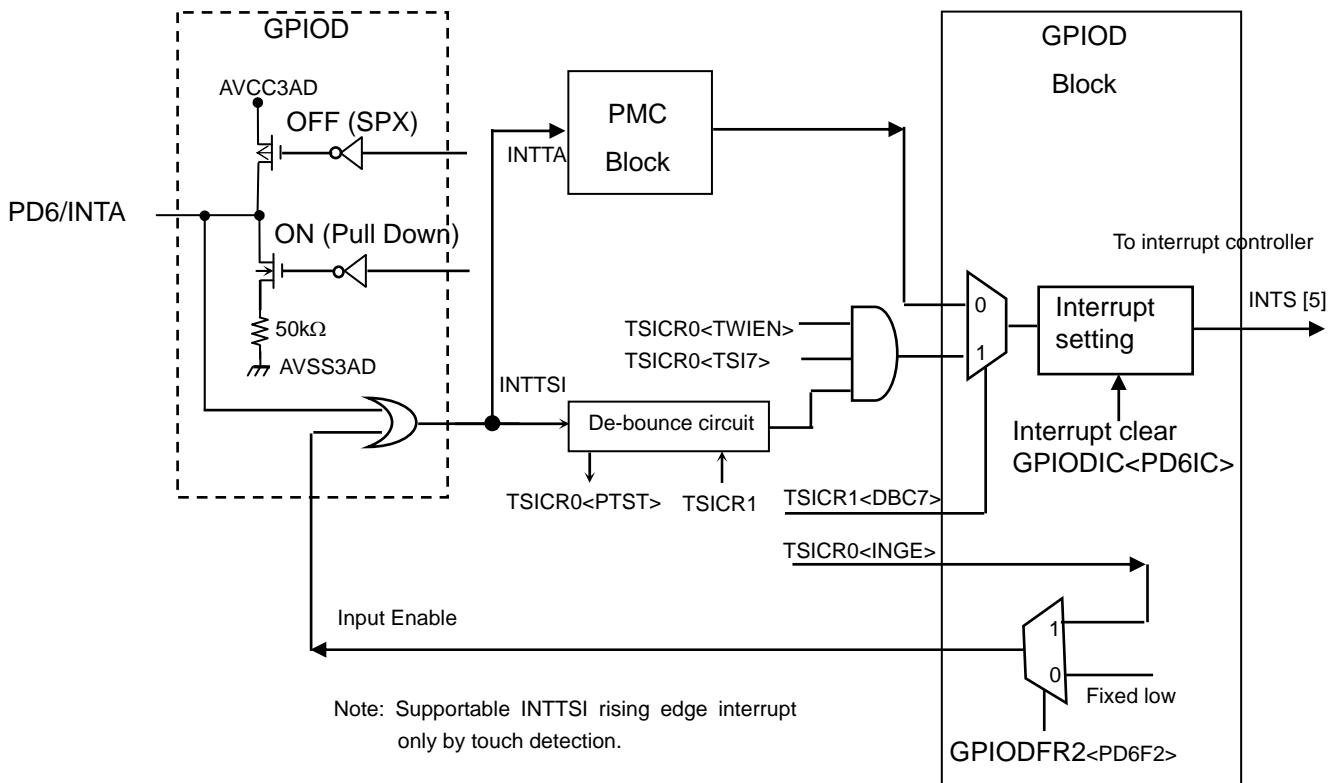 GPIOD
AVCC3AD
OFF (SPX)
PD6/INTA
ON (Pull Down)
50kΩ
AVSS3AD
INTTA
PMC
Block
INTTSI
De-bounce circuit
TSICR0<PTST>
TSICR1
TSICR0<TWIEN>
TSICR0<TSI7>
GPIOD
Block
To interrupt controller
0
1
Interrupt
setting
INTS [5]
Interrupt clear
GPIODIC<PD6IC>
TSICR1<DBC7>
TSICR0<INGE>
Input Enable
1
0
Fixed low
GPIODFR2<PD6F2>
Note: Supportable INTTSI rising edge interrupt
only by touch detection.